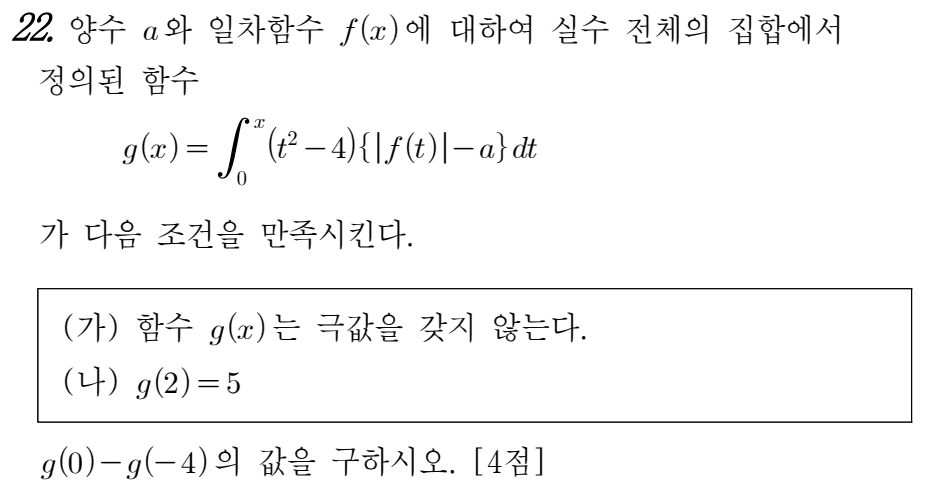 22. 양수 a와 일차함수 f(x)에 대하여 실수 전체의 집합에서
정의된 함수
g(x)=∫₀ˣ(t²−4){|f(t)|−a}dt
가 다음 조건을 만족시킨다.
(가) 함수 g(x)는 극값을 갖지 않는다.
(나) g(2)=5
g(0)−g(−4)의 값을 구하시오. [4점]